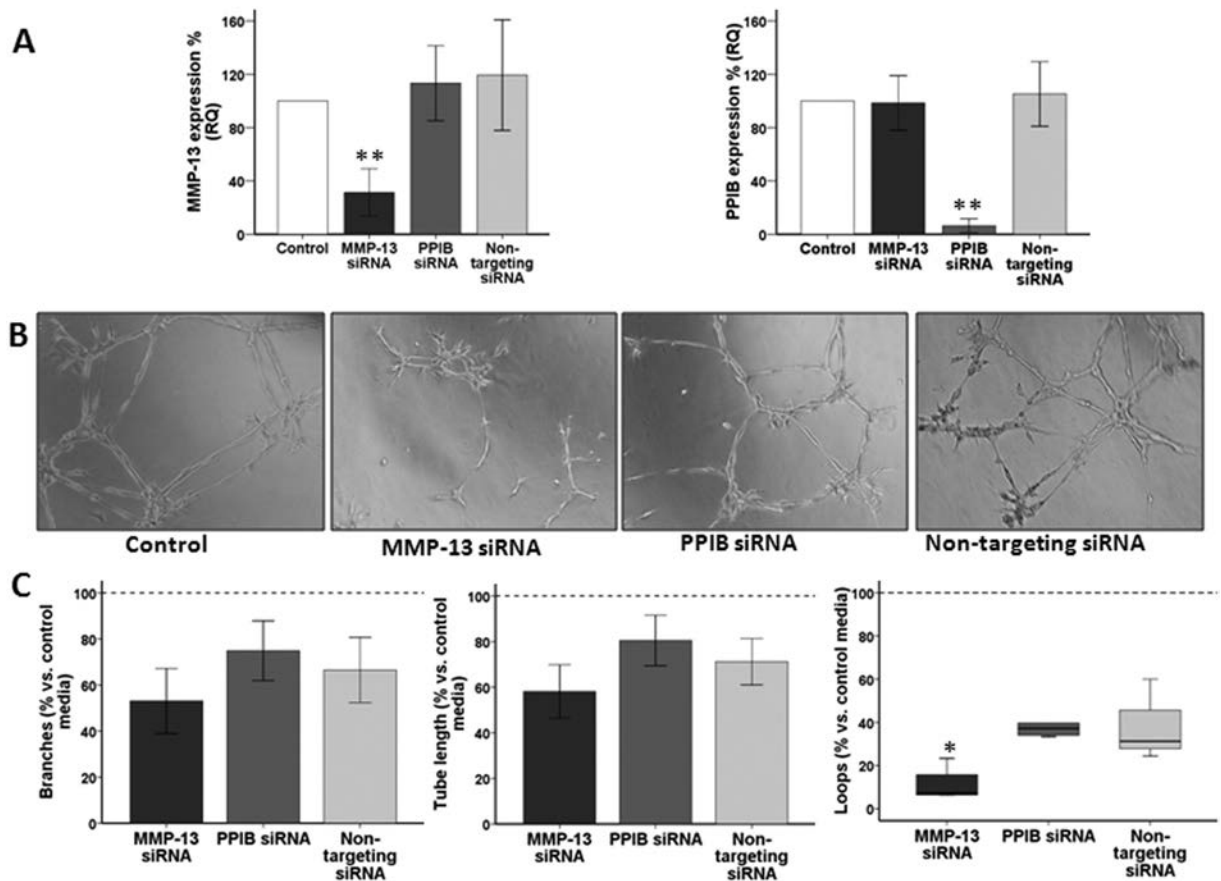 A
MMP-13 expression %
(RQ)
160
120
80
40
0
**
Control
MMP-13
siRNA
PPIB
siRNA
Non-
targeting
siRNA
PPIB expression % (RQ)
160
120
80
40
0
**
Control
MMP-13
siRNA
PPIB
siRNA
Non-
targeting
siRNA
B
Control
MMP-13 siRNA
PPIB siRNA
Non-targeting siRNA
C
Branches (% vs. control
media)
100
80
60
40
20
0
MMP-13
siRNA
PPIB siRNA
Non-
targeting
siRNA
Tube length (% vs. control
media)
100
80
60
40
20
0
MMP-13
siRNA
PPIB siRNA
Non-
targeting
siRNA
Loops (% vs. control media)
100
80
60
40
20
0
*
MMP-13
siRNA
PPIB siRNA
Non-
targeting
siRNA